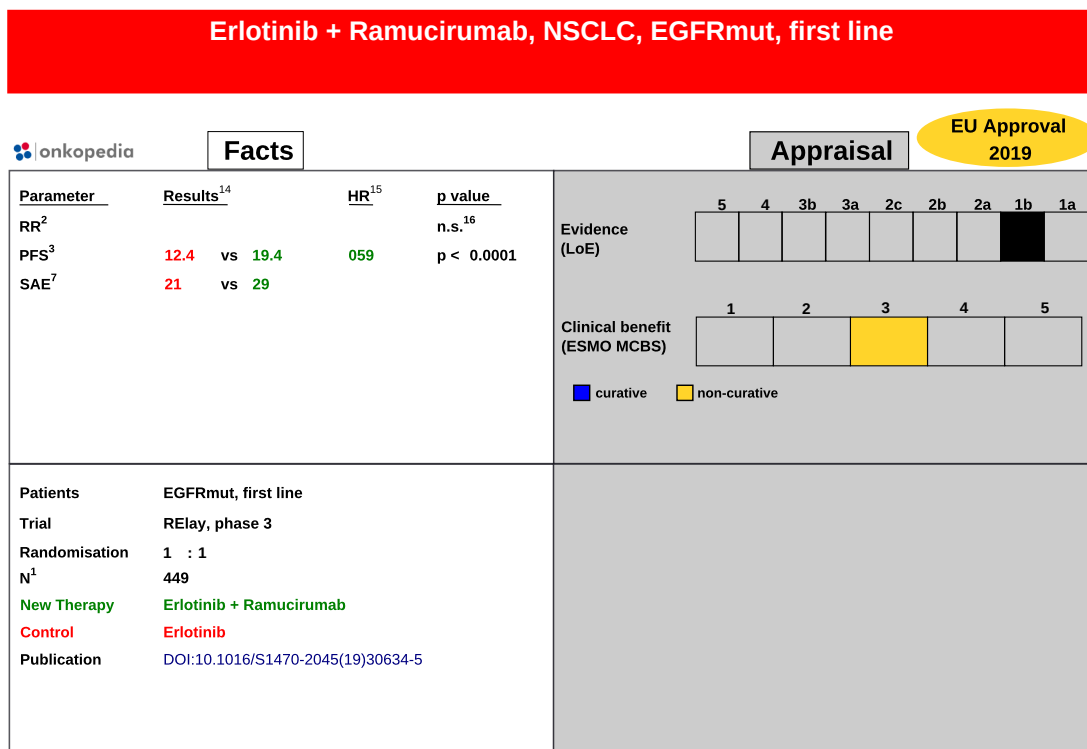 Erlotinib + Ramucirumab, NSCLC, EGFRmut, first line
onkopedia
Facts
Appraisal
EU Approval
2019
Parameter Results14 HR15 p value
RR2 n.s.16
PFS3 12.4 vs 19.4 059 p < 0.0001
SAE7 21 vs 29
5 4 3b 3a 2c 2b 2a 1b 1a
Evidence
(LoE)
1 2 3 4 5
Clinical benefit
(ESMO MCBS)
curative non-curative
Patients EGFRmut, first line
Trial RElay, phase 3
Randomisation 1 : 1
N1 449
New Therapy Erlotinib + Ramucirumab
Control Erlotinib
Publication DOI:10.1016/S1470-2045(19)30634-5